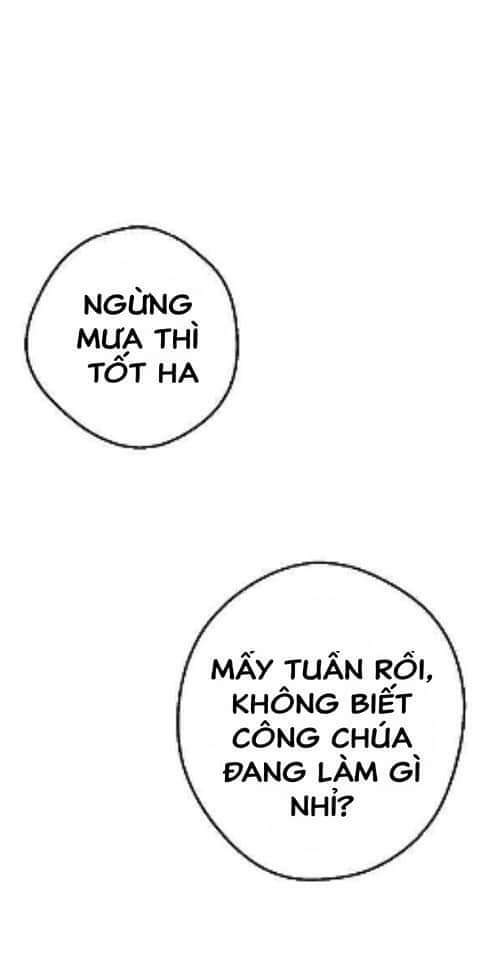 NGỪNG
MƯA THÌ
TỐT HA
MẤY TUẦN RỒI,
KHÔNG BIẾT
CÔNG CHÚA
ĐANG LÀM GÌ
NHỈ?